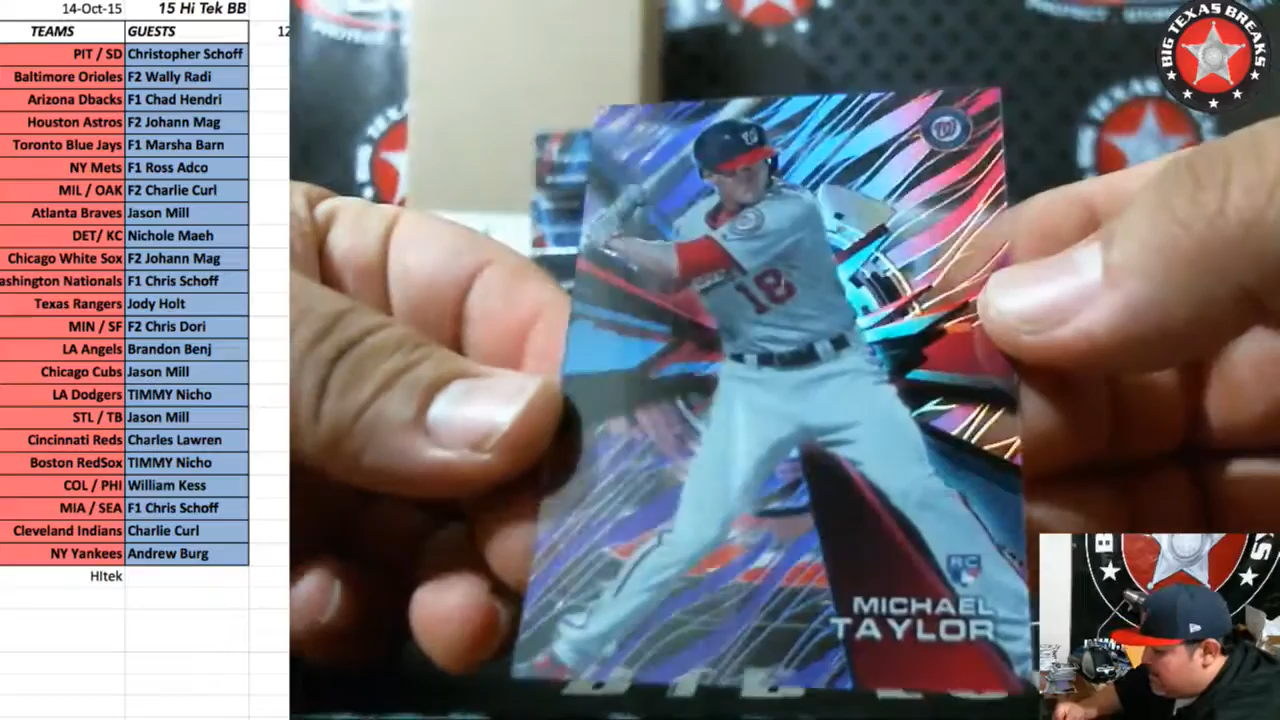 14-Oct-15 15 Hi Tek BB
TEAMS GUESTS 12
PIT / SD Christopher Schoff
Baltimore Orioles F2 Wally Radi
Arizona Dbacks F1 Chad Hendri
Houston Astros F2 Johann Mag
Toronto Blue Jays F1 Marsha Barn
NY Mets F1 Ross Adco
MIL / OAK F2 Charlie Curl
Atlanta Braves Jason Mill
DET/ KC Nichole Maeh
Chicago White Sox F2 Johann Mag
ashington Nationals F1 Chris Schoff
Texas Rangers Jody Holt
MIN / SF F2 Chris Dori
LA Angels Brandon Benj
Chicago Cubs Jason Mill
LA Dodgers TIMMY Nicho
STL / TB Jason Mill
Cincinnati Reds Charles Lawren
Boston RedSox TIMMY Nicho
COL / PHI William Kess
MIA / SEA F1 Chris Schoff
Cleveland Indians Charlie Curl
NY Yankees Andrew Burg
HItek
BIG TEXAS BREAKS
W
18
RC
MICHAEL
TAYLOR